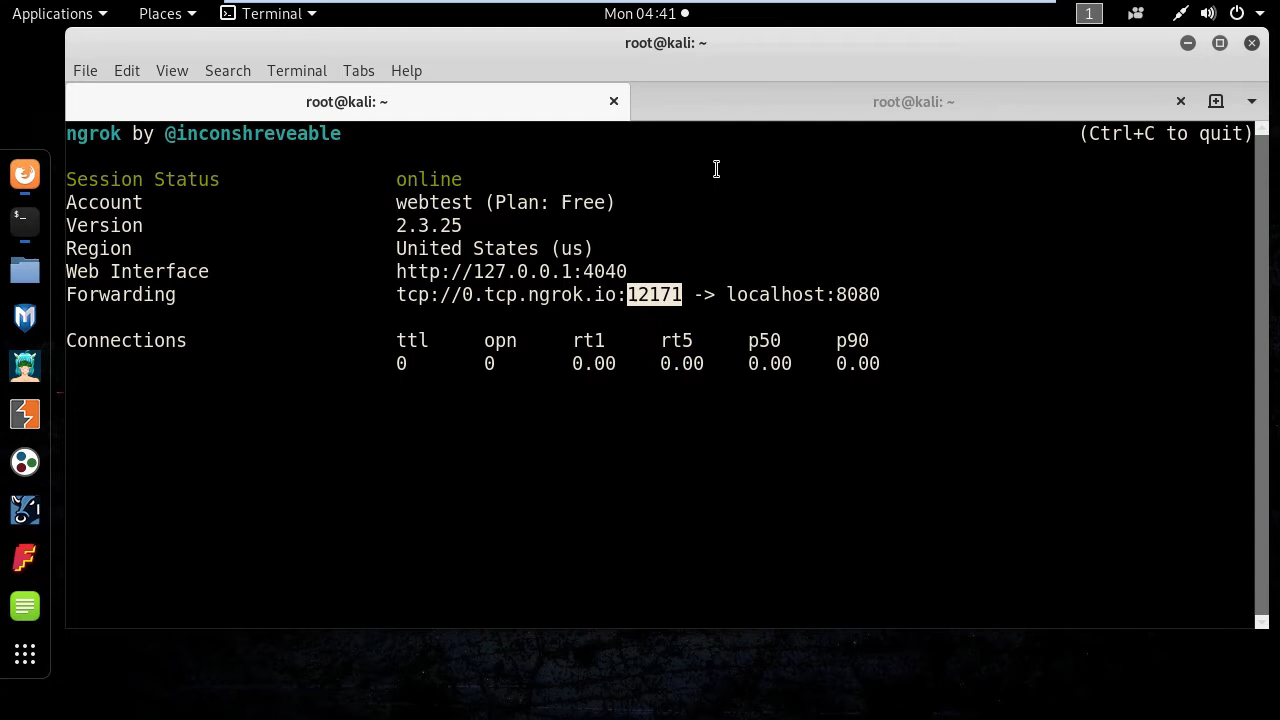 Applications Places Terminal Mon 04:41 1
root@kali: ~
File Edit View Search Terminal Tabs Help
root@kali: ~ root@kali: ~
ngrok by @inconshreveable (Ctrl+C to quit)
Session Status online
Account webtest (Plan: Free)
Version 2.3.25
Region United States (us)
Web Interface http://127.0.0.1:4040
Forwarding tcp://0.tcp.ngrok.io:12171 -> localhost:8080
Connections ttl opn rt1 rt5 p50 p90
0 0 0.00 0.00 0.00 0.00